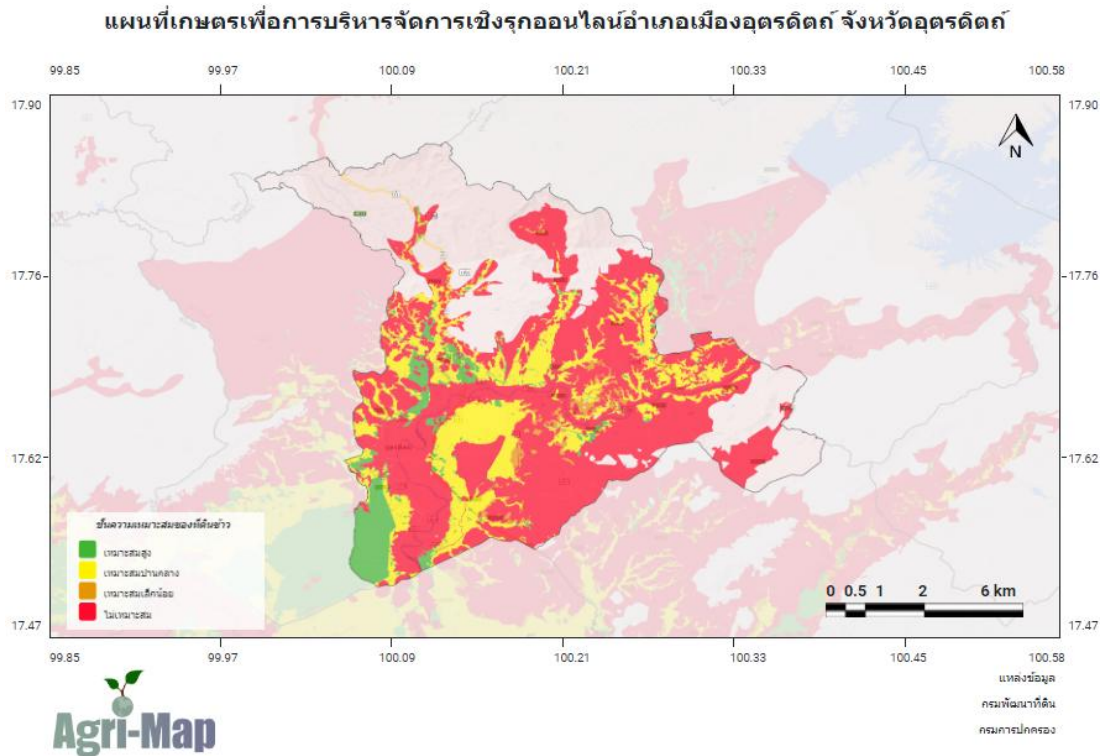 แผนที่เกษตรเพื่อการบริหารจัดการเชิงรุกออนไลน์อำเภอเมืองอุตรดิตถ์ จังหวัดอุตรดิตถ์
99.85 99.97 100.09 100.21 100.33 100.45 100.58
17.90 17.90
N
17.76 17.76
17.62 17.62
ชั้นความเหมาะสมของที่ดินข้าว
เหมาะสมสูง
เหมาะสมปานกลาง
เหมาะสมเล็กน้อย
ไม่เหมาะสม
0 0.5 1 2 6 km
17.47 17.47
99.85 99.97 100.09 100.21 100.33 100.45 100.58
แหล่งข้อมูล
กรมพัฒนาที่ดิน
กรมการปกครอง
Agri-Map